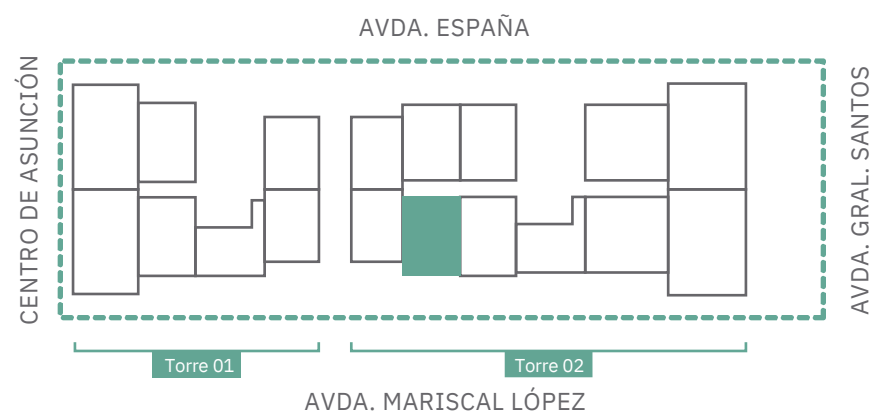 AVDA. ESPAÑA
CENTRO DE ASUNCIÓN
AVDA. GRAL. SANTOS
Torre 01
Torre 02
AVDA. MARISCAL LÓPEZ